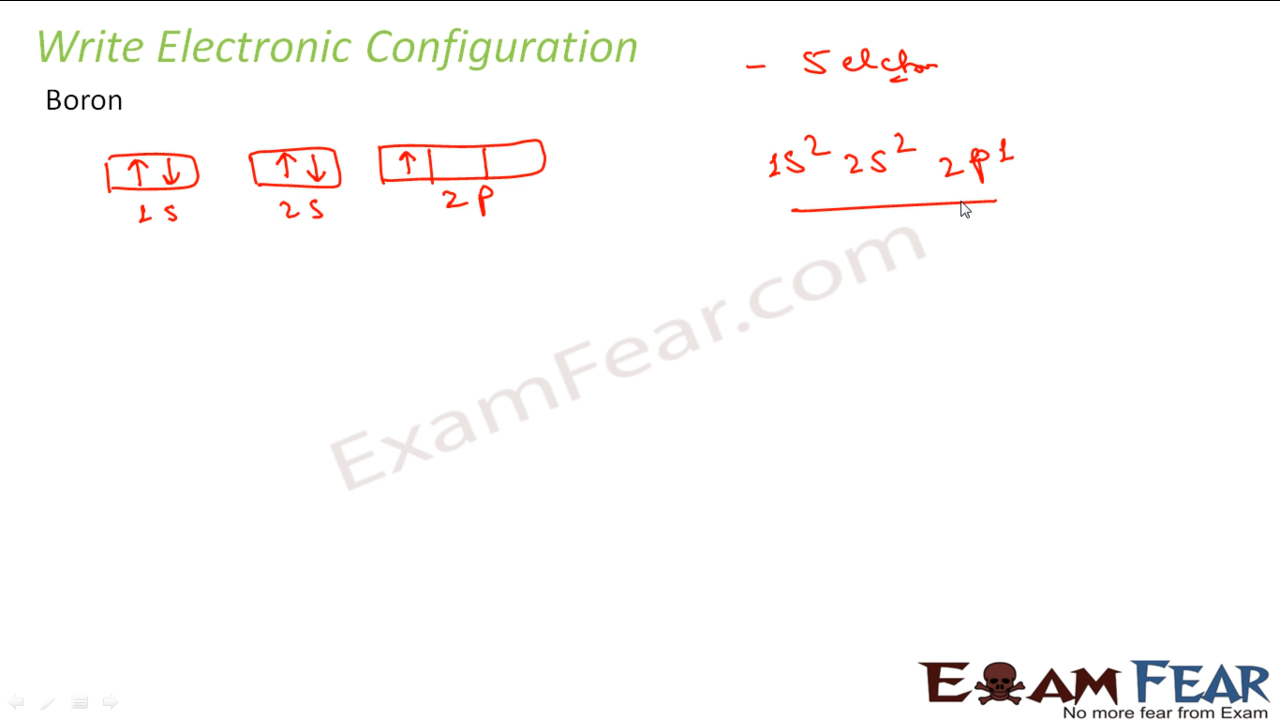 Write Electronic Configuration
Boron
- 5 electron
↑↓ ↑↓ ↑
1s 2s 2p
1s² 2s² 2p¹
ExamFear.com
EXAM FEAR
No more fear from Exam